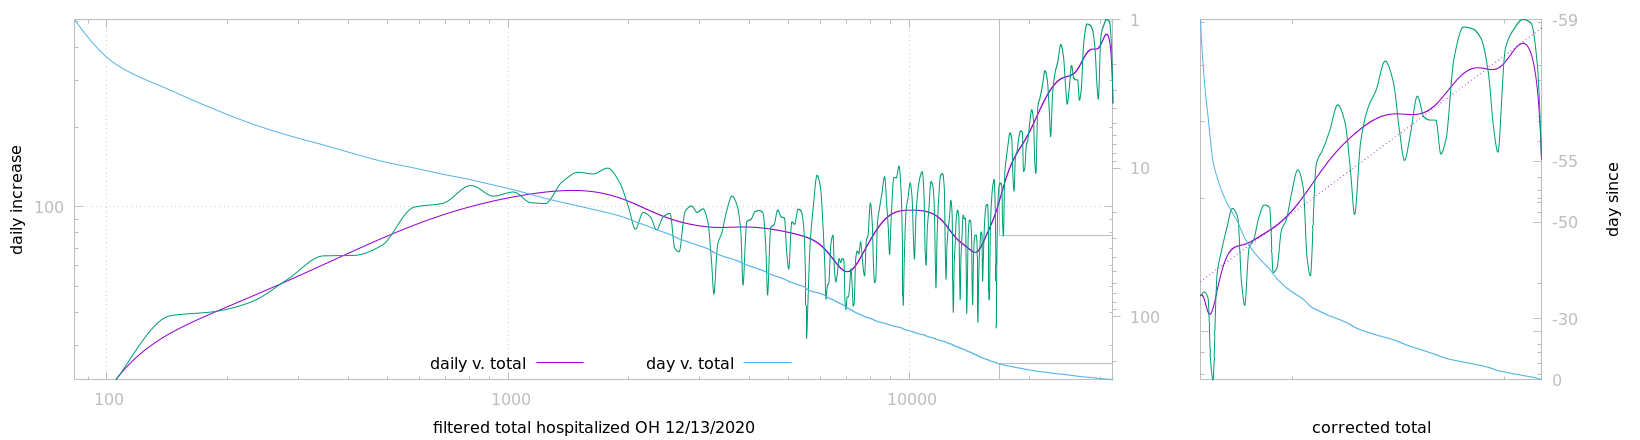 daily increase
100
daily v. total
day v. total
100
1000
10000
filtered total hospitalized OH 12/13/2020
1
10
100
corrected total
-59
-55
-50
-30
0
day since